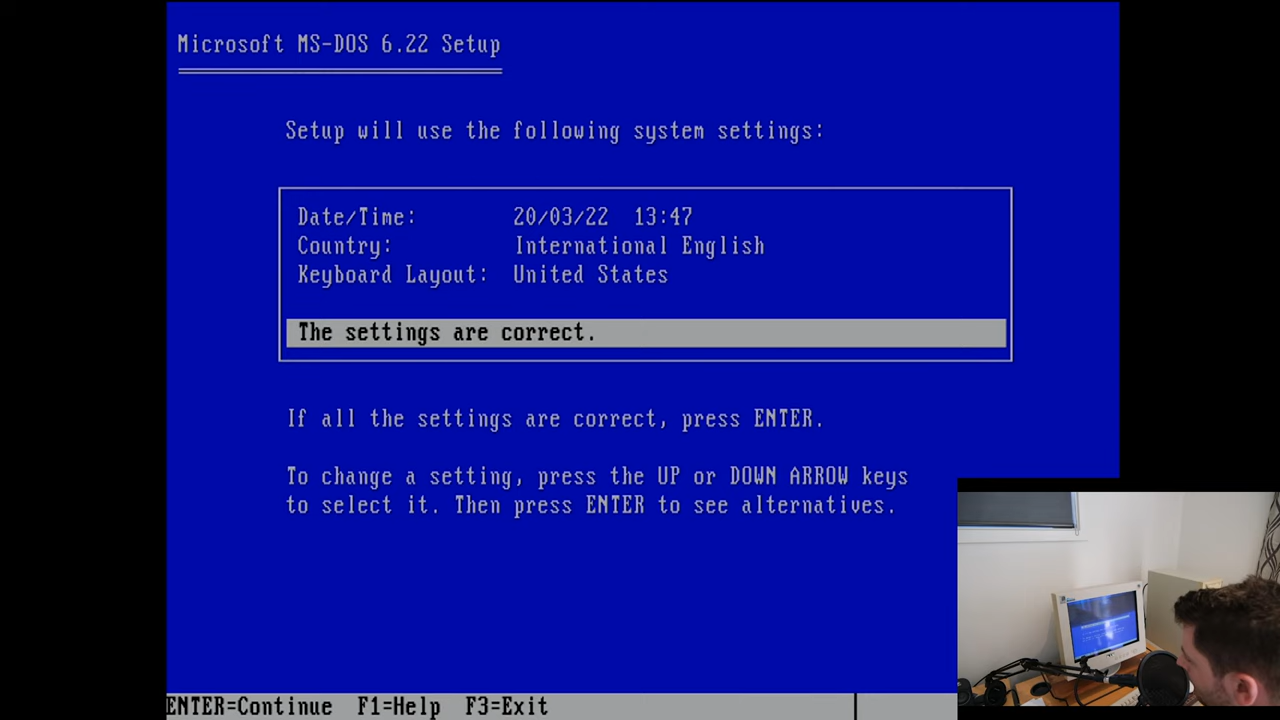 Microsoft MS-DOS 6.22 Setup
Setup will use the following system settings:
Date/Time: 20/03/22 13:47
Country: International English
Keyboard Layout: United States
The settings are correct.
If all the settings are correct, press ENTER.
To change a setting, press the UP or DOWN ARROW keys
to select it. Then press ENTER to see alternatives.
ENTER=Continue F1=Help F3=Exit